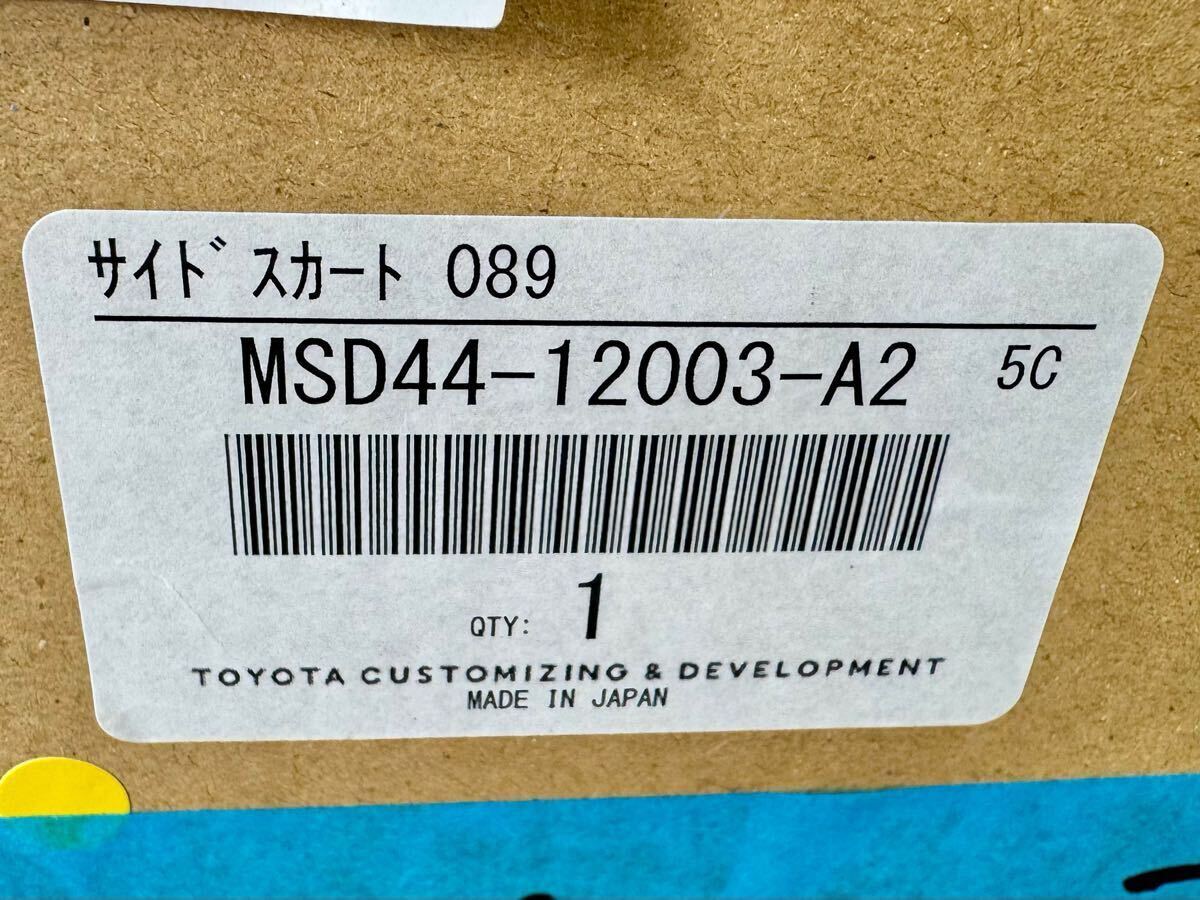 ｻｲﾄﾞｽｶｰﾄ 089
MSD44-12003-A2 5C
QTY: 1
TOYOTA CUSTOMIZING & DEVELOPMENT
MADE IN JAPAN